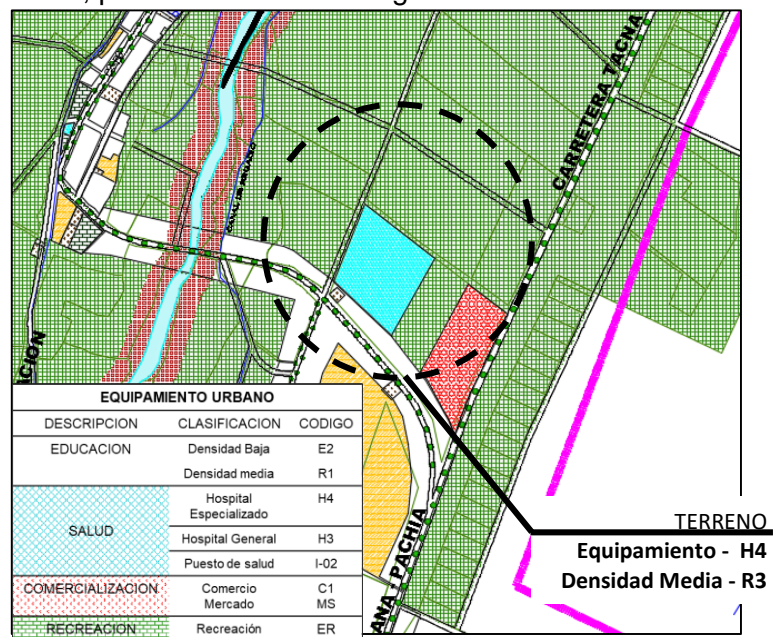 CARRETERA TACNA
TERRENO
Equipamiento - H4
Densidad Media - R3
ANA - PACHIA
EQUIPAMIENTO URBANO
DESCRIPCION CLASIFICACION CODIGO
EDUCACION Densidad Baja E2
Densidad media R1
SALUD Hospital Especializado H4
Hospital General H3
Puesto de salud I-02
COMERCIALIZACION Comercio C1
Mercado MS
RECREACION Recreación ER